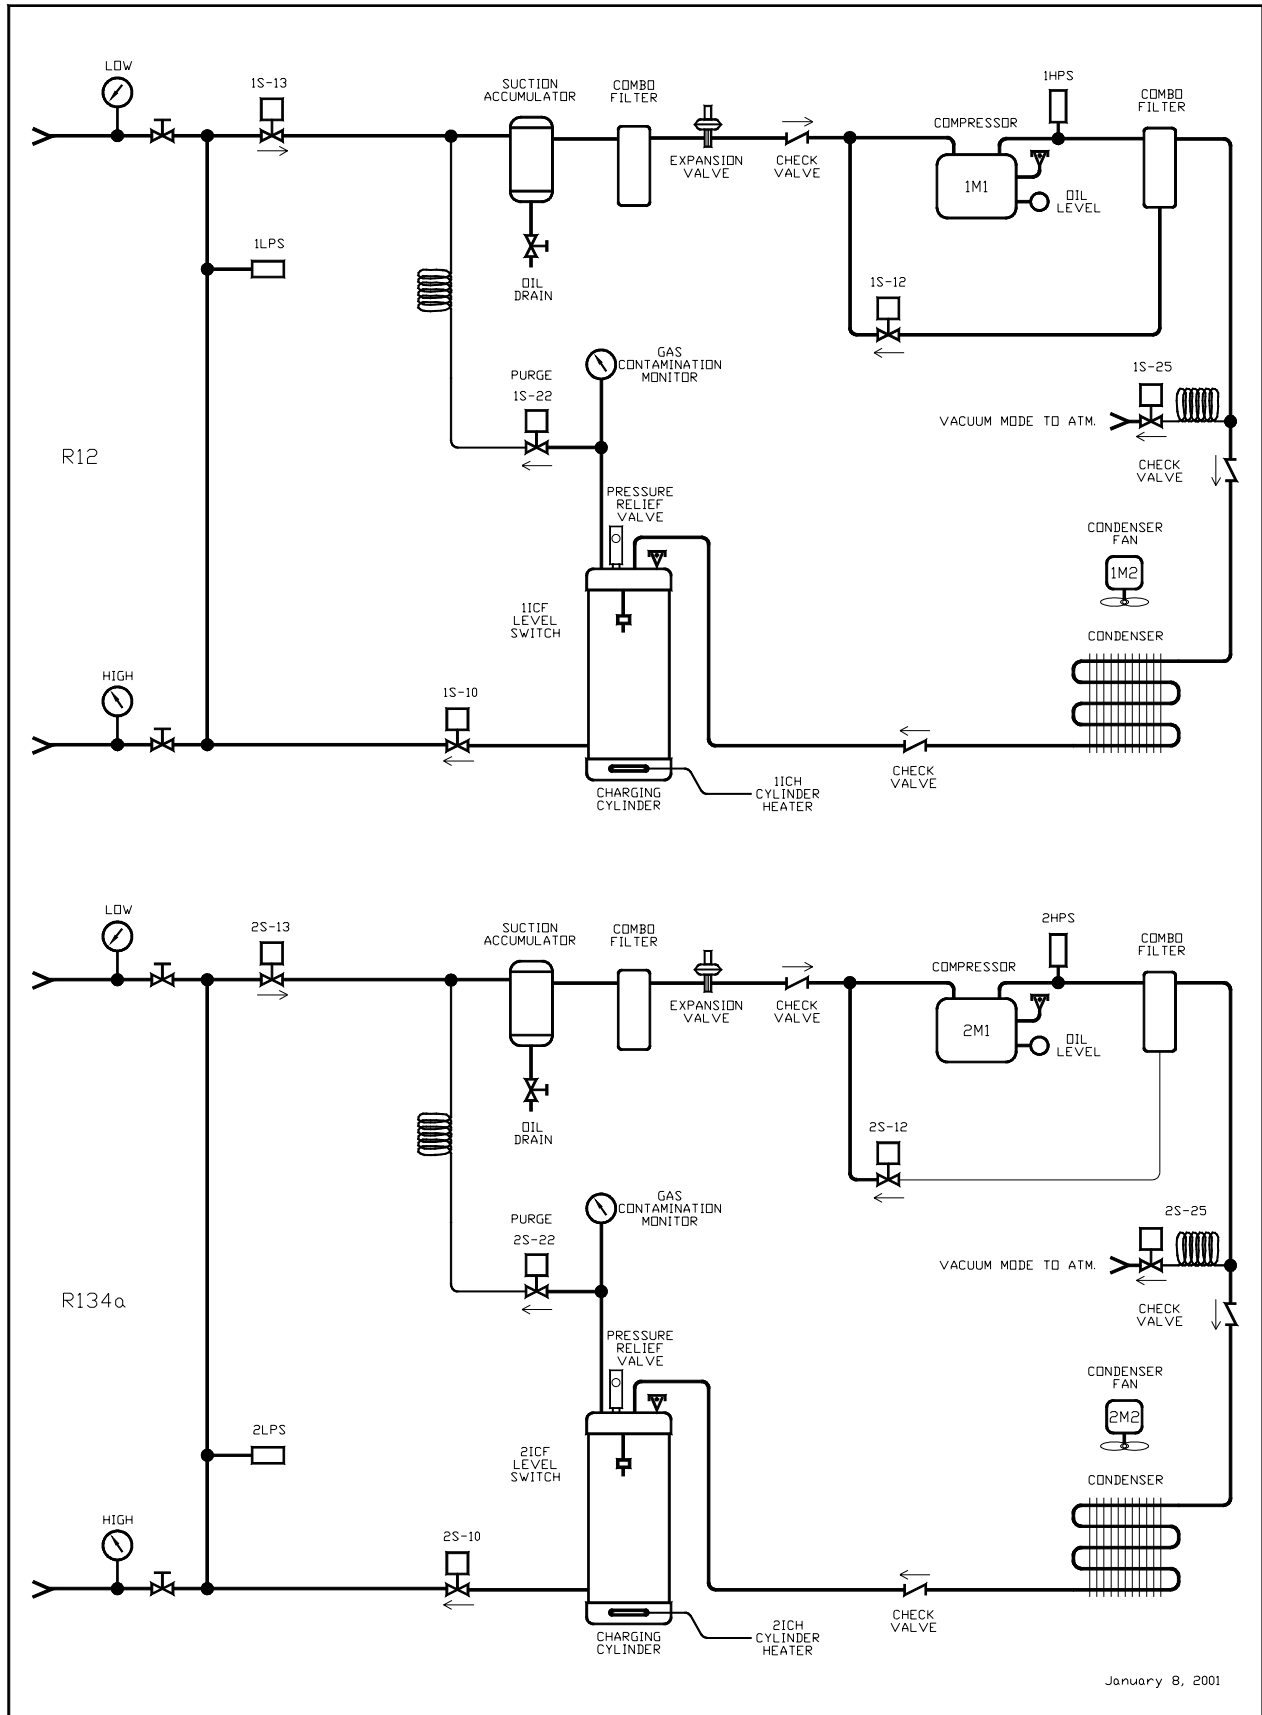 LOW
1S-13
SUCTION
ACCUMULATOR
COMBO
FILTER
EXPANSION
VALVE
CHECK
VALVE
COMPRESSOR
1M1
1HPS
OIL
LEVEL
COMBO
FILTER
1LPS
OIL
DRAIN
1S-12
GAS
CONTAMINATION
MONITOR
PURGE
1S-22
1S-25
VACUUM MODE TO ATM.
R12
CHECK
VALVE
PRESSURE
RELIEF
VALVE
CONDENSER
FAN
1M2
1ICF
LEVEL
SWITCH
CONDENSER
HIGH
1S-10
CHECK
VALVE
CHARGING
CYLINDER
1ICH
CYLINDER
HEATER
LOW
2S-13
SUCTION
ACCUMULATOR
COMBO
FILTER
EXPANSION
VALVE
CHECK
VALVE
COMPRESSOR
2M1
2HPS
OIL
LEVEL
COMBO
FILTER
OIL
DRAIN
2S-12
GAS
CONTAMINATION
MONITOR
PURGE
2S-22
2S-25
VACUUM MODE TO ATM.
R134a
CHECK
VALVE
PRESSURE
RELIEF
VALVE
CONDENSER
FAN
2M2
2LPS
2ICF
LEVEL
SWITCH
CONDENSER
HIGH
2S-10
CHECK
VALVE
CHARGING
CYLINDER
2ICH
CYLINDER
HEATER
January 8, 2001